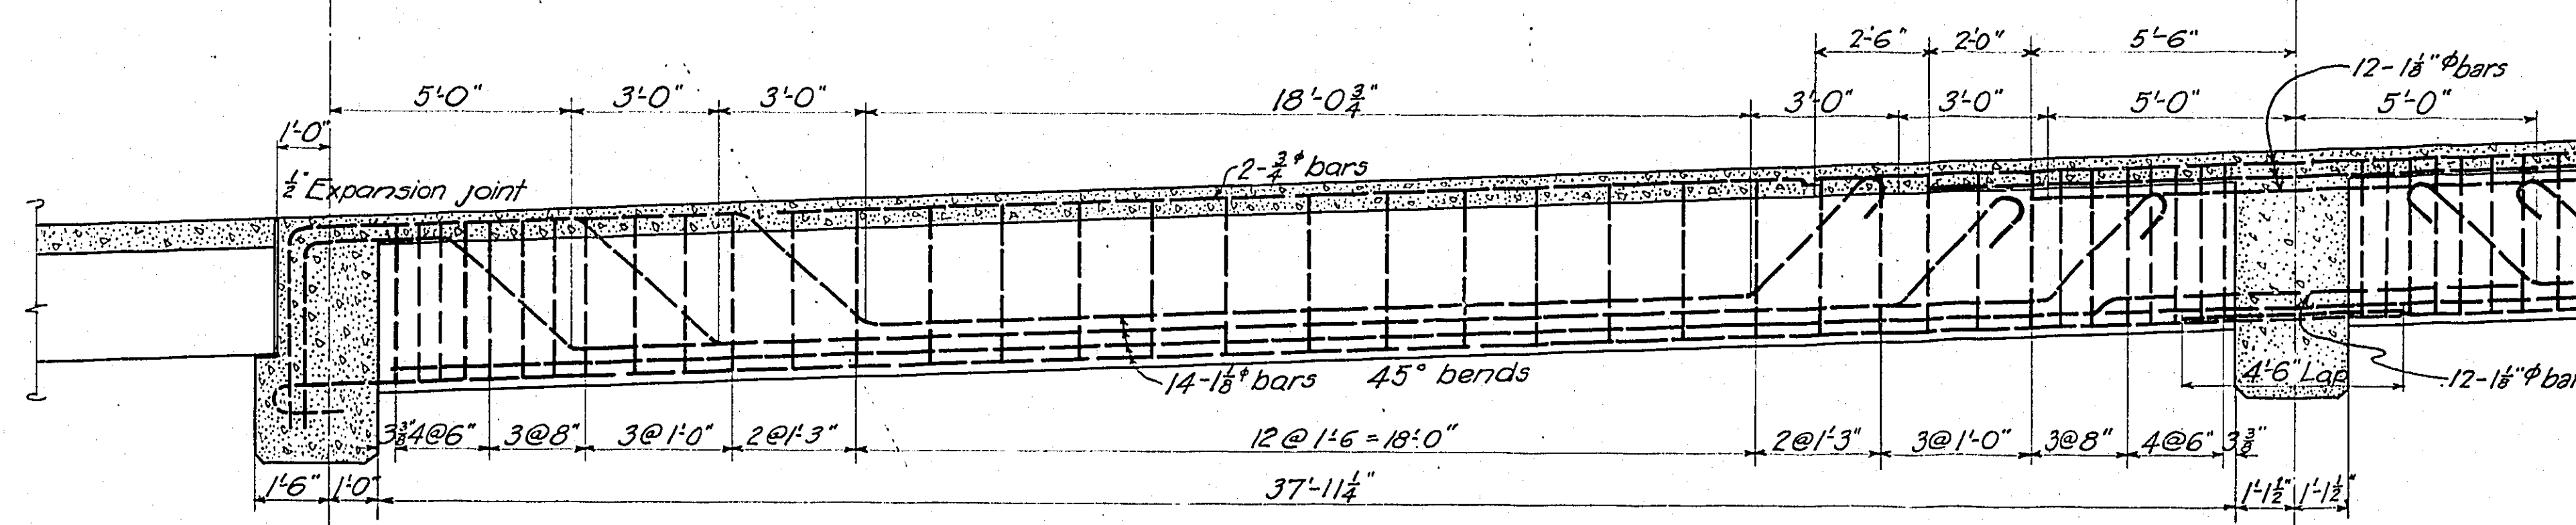 2'-6" 2'-0" 5'-6"
12-1⅛"ᶲbars
5'-0" 3'-0" 3'-0" 18'-0¾" 3'-0" 3'-0" 5'-0" 5'-0"
1'-0"
2-¾ᶲ bars
½" Expansion joint
14-1⅛ᶲ bars 45° bends
4'-6" Lap
12-1⅛"ᶲbar
3⅜" 4@6" 3@8" 3@1'-0" 2@1'-3" 12@1'-6=18'-0" 2@1'-3" 3@1'-0" 3@8" 4@6" 3⅜"
1'-6" 1'-0" 37'-11¼" 1'-1½" 1'-1½"